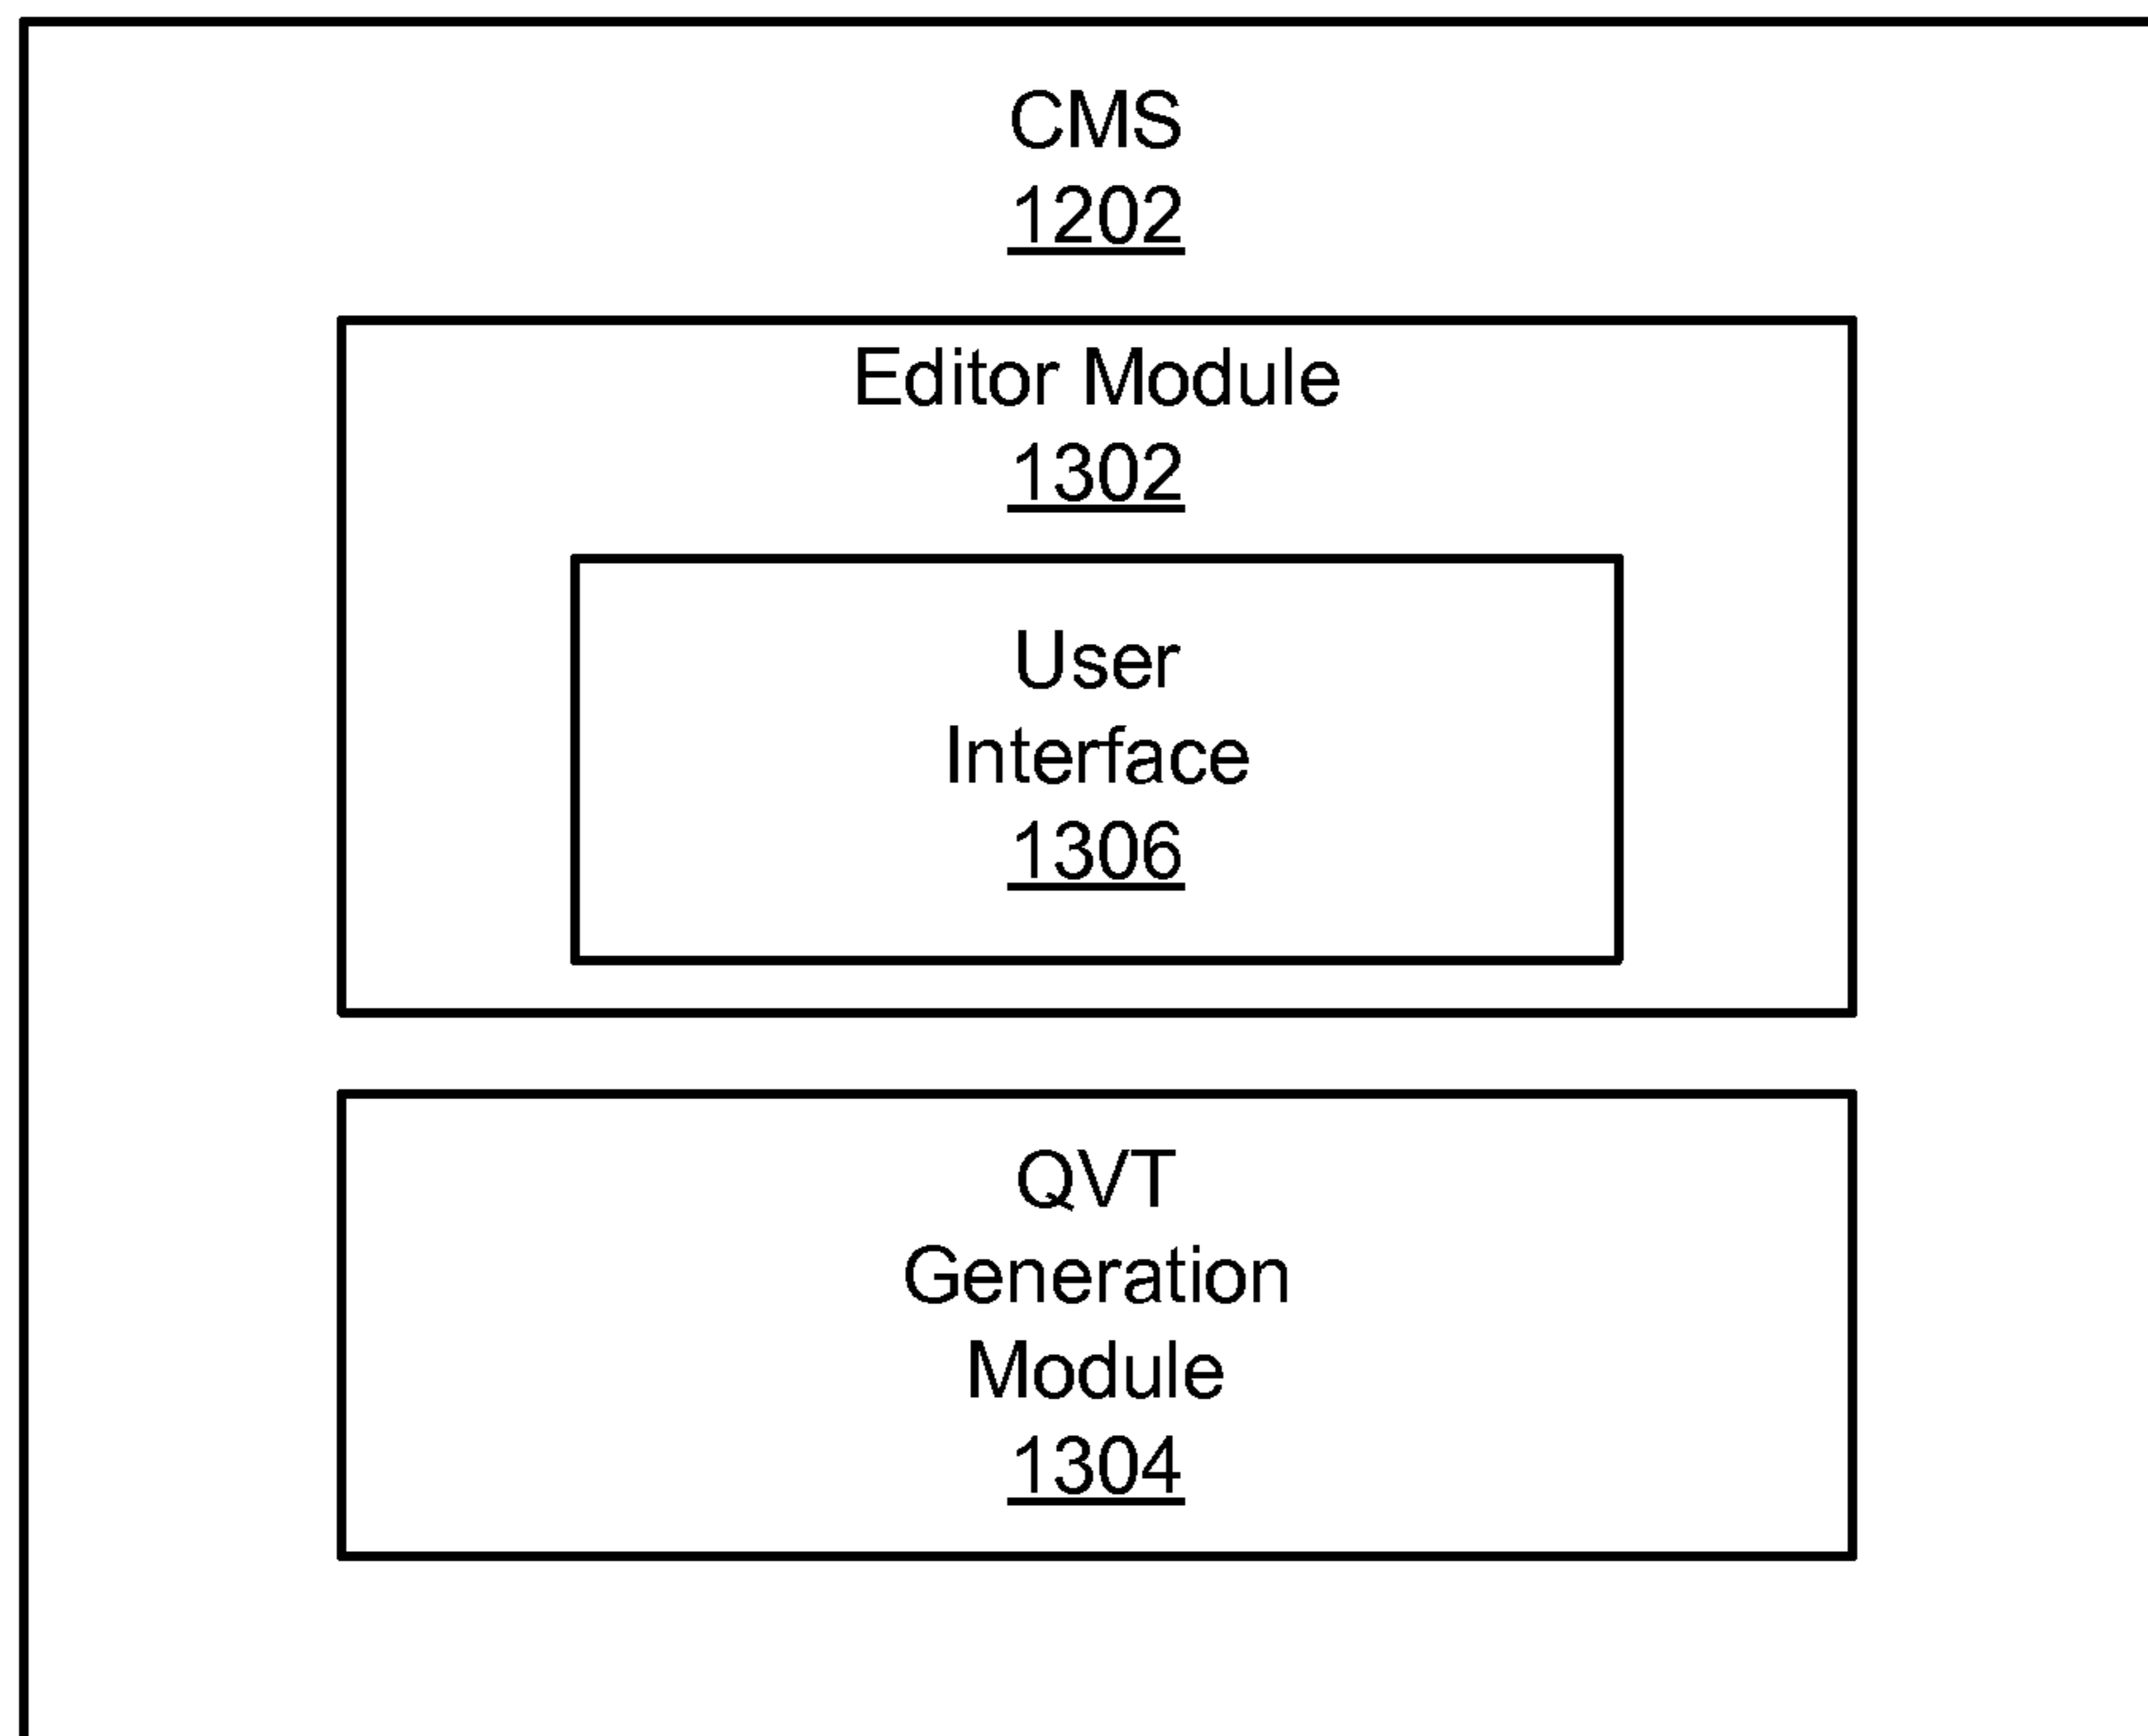 CMS
1202
Editor Module
1302
User
Interface
1306
QVT
Generation
Module
1304